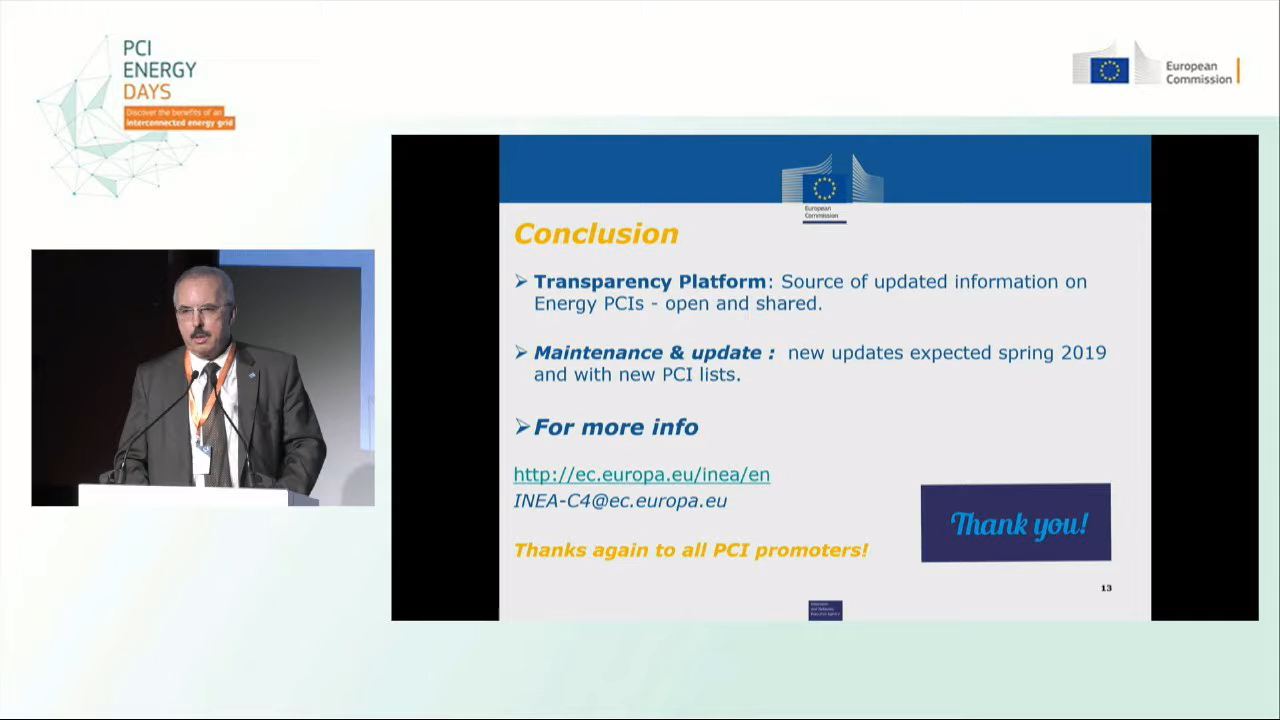 PCI
ENERGY
DAYS
Discover the benefits of an
interconnected energy grid
European
Commission
European
Commission
Conclusion
Transparency Platform: Source of updated information on
Energy PCIs - open and shared.
Maintenance & update : new updates expected spring 2019
and with new PCI lists.
For more info
http://ec.europa.eu/inea/en
INEA-C4@ec.europa.eu
Thank you!
Thanks again to all PCI promoters!
13